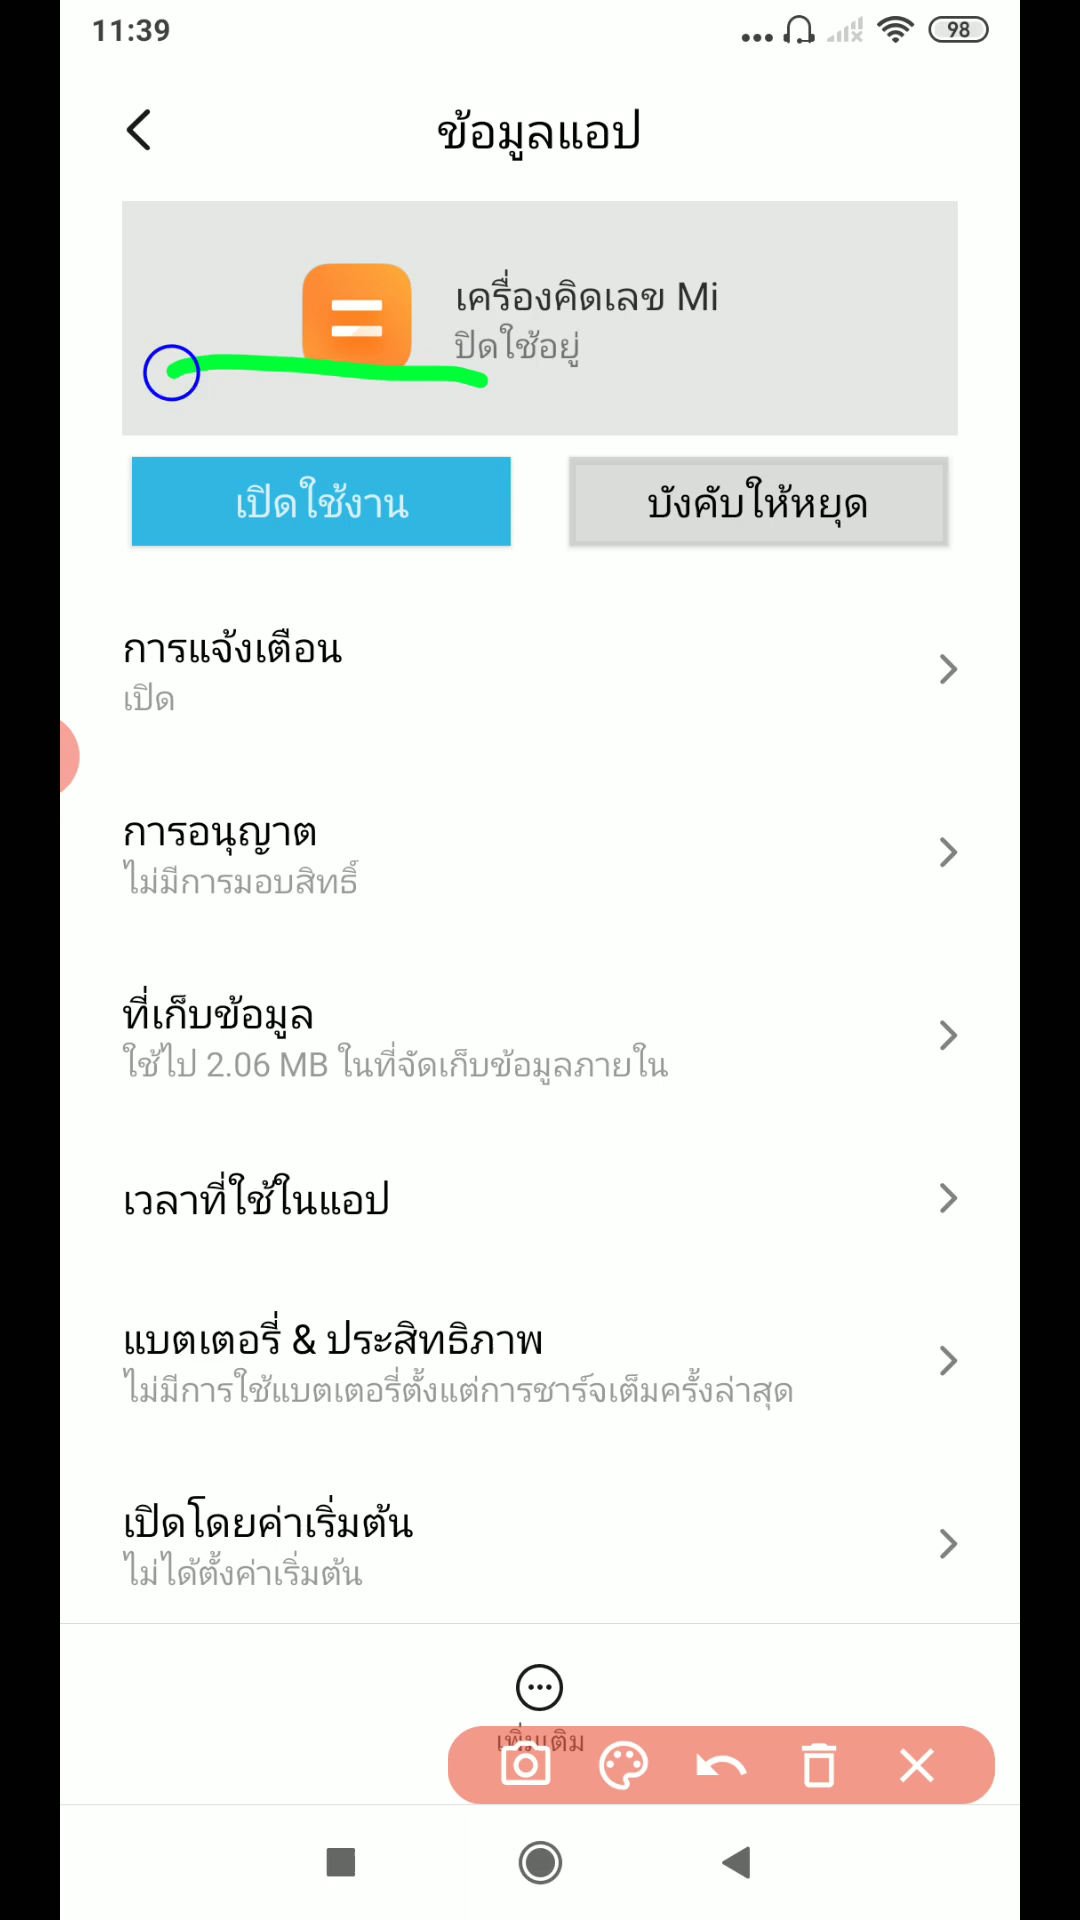 11:39
98
ข้อมูลแอป
เครื่องคิดเลข Mi
ปิดใช้อยู่
เปิดใช้งาน
บังคับให้หยุด
การแจ้งเตือน
เปิด
การอนุญาต
ไม่มีการมอบสิทธิ์
ที่เก็บข้อมูล
ใช้ไป 2.06 MB ในที่จัดเก็บข้อมูลภายใน
เวลาที่ใช้ในแอป
แบตเตอรี่ & ประสิทธิภาพ
ไม่มีการใช้แบตเตอรี่ตั้งแต่การชาร์จเต็มครั้งล่าสุด
เปิดโดยค่าเริ่มต้น
ไม่ได้ตั้งค่าเริ่มต้น
เพิ่มเติม